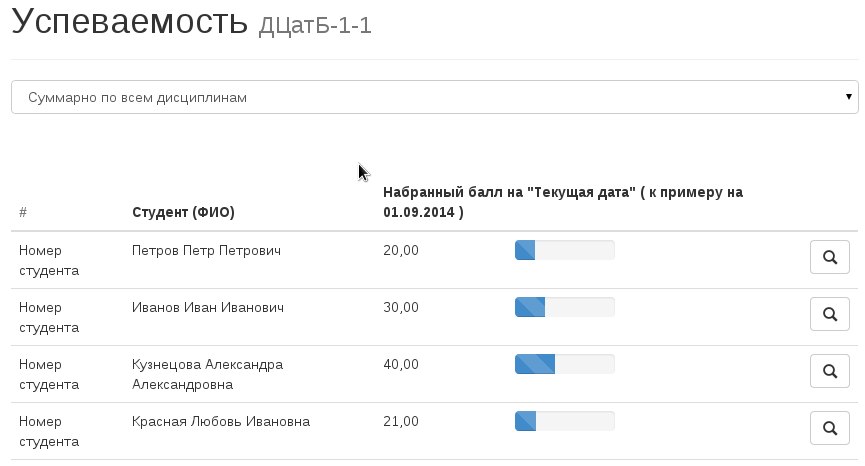 Успеваемость ДЦатБ-1-1
Суммарно по всем дисциплинам
Набранный балл на "Текущая дата" ( к примеру на
# Студент (ФИО) 01.09.2014 )
Номер Петров Петр Петрович 20,00
студента
Номер Иванов Иван Иванович 30,00
студента
Номер Кузнецова Александра 40,00
студента Александровна
Номер Красная Любовь Ивановна 21,00
студента